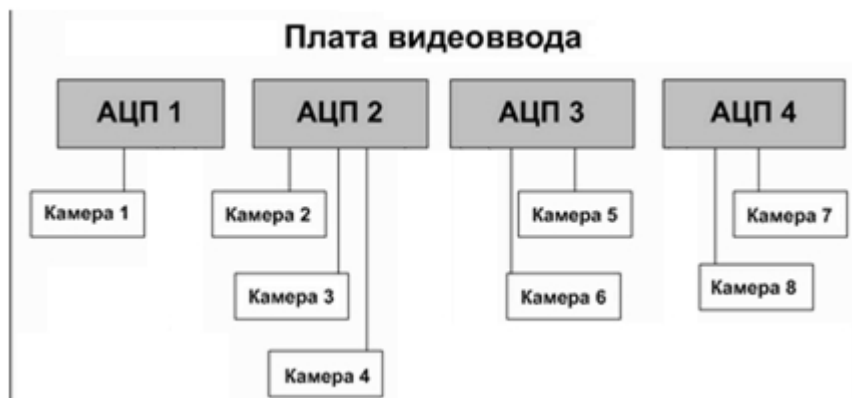 Плата видеоввода
АЦП 1
АЦП 2
АЦП 3
АЦП 4
Камера 1
Камера 2
Камера 5
Камера 7
Камера 3
Камера 6
Камера 8
Камера 4